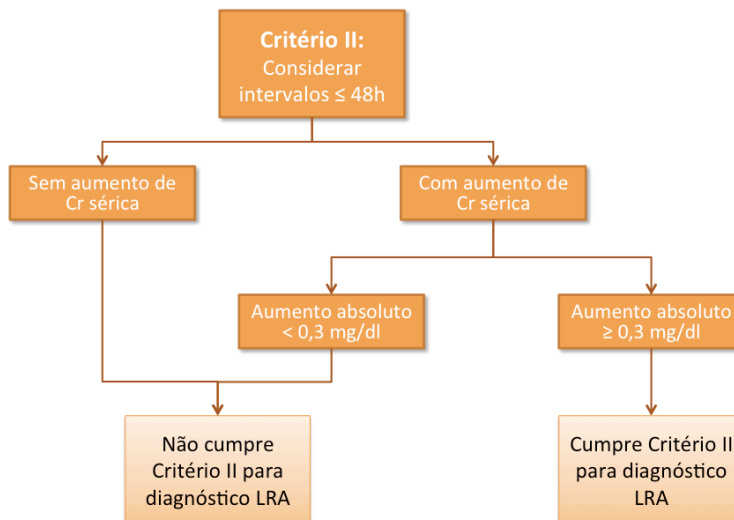 Critério II:
Considerar
intervalos ≤ 48h
Sem aumento de
Cr sérica
Com aumento de
Cr sérica
Aumento absoluto
< 0,3 mg/dl
Aumento absoluto
≥ 0,3 mg/dl
Não cumpre
Critério II para
diagnóstico LRA
Cumpre Critério II
para diagnóstico
LRA